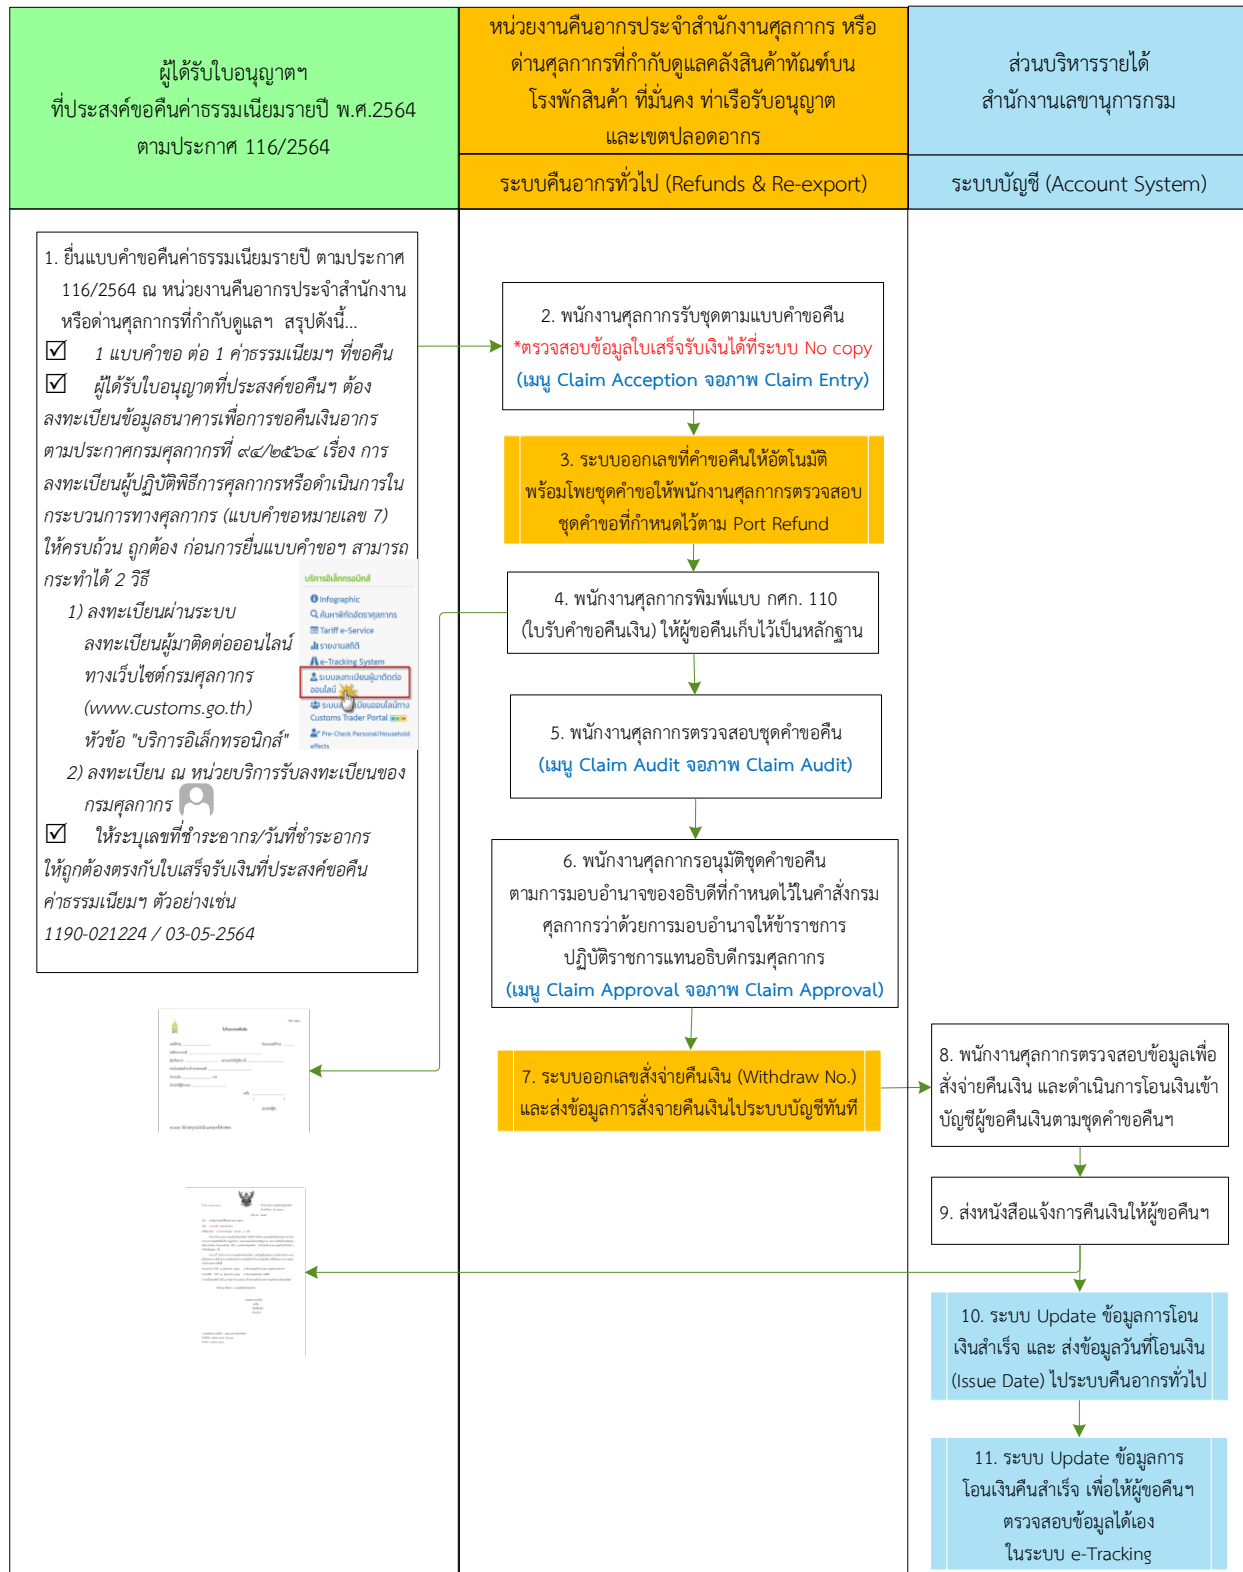 ผู้ได้รับใบอนุญาตฯ
ที่ประสงค์ขอคืนค่าธรรมเนียมรายปี พ.ศ.2564
ตามประกาศ 116/2564
หน่วยงานคืนอากรประจำสำนักงานศุลกากร หรือ
ด่านศุลกากรที่กำกับดูแลคลังสินค้าทัณฑ์บน
โรงพักสินค้า ที่มั่นคง ท่าเรือรับอนุญาต
และเขตปลอดอากร
ระบบคืนอากรทั่วไป (Refunds & Re-export)
ส่วนบริหารรายได้
สำนักงานเลขานุการกรม
ระบบบัญชี (Account System)
1. ยื่นแบบคำขอคืนค่าธรรมเนียมรายปี ตามประกาศ
116/2564 ณ หน่วยงานคืนอากรประจำสำนักงาน
หรือด่านศุลกากรที่กำกับดูแลฯ สรุปดังนี้...
☑ 1 แบบคำขอ ต่อ 1 ค่าธรรมเนียมฯ ที่ขอคืน
☑ ผู้ได้รับใบอนุญาตที่ประสงค์ขอคืนฯ ต้อง
ลงทะเบียนข้อมูลธนาคารเพื่อการขอคืนเงินอากร
ตามประกาศกรมศุลกากรที่ ๙๔/๒๕๖๔ เรื่อง การ
ลงทะเบียนผู้ปฏิบัติพิธีการศุลกากรหรือดำเนินการใน
กระบวนการทางศุลกากร (แบบคำขอหมายเลข 7)
ให้ครบถ้วน ถูกต้อง ก่อนการยื่นแบบคำขอฯ สามารถ
กระทำได้ 2 วิธี
1) ลงทะเบียนผ่านระบบ
ลงทะเบียนผู้มาติดต่อออนไลน์
ทางเว็บไซต์กรมศุลกากร
(www.customs.go.th)
หัวข้อ "บริการอิเล็กทรอนิกส์"
2) ลงทะเบียน ณ หน่วยบริการรับลงทะเบียนของ
กรมศุลกากร
☑ ให้ระบุเลขที่ชำระอากร/วันที่ชำระอากร
ให้ถูกต้องตรงกับใบเสร็จรับเงินที่ประสงค์ขอคืน
ค่าธรรมเนียมฯ ตัวอย่างเช่น
1190-021224 / 03-05-2564
บริการอิเล็กทรอนิกส์
Infographic
ค้นหาพิกัดอัตราศุลกากร
Tariff e-Service
รายงานสถิติ
e-Tracking System
ระบบลงทะเบียนผู้มาติดต่อ
ออนไลน์
Customs Trader Portal
Pre-Check Personal/Household
effects
2. พนักงานศุลกากรรับชุดตามแบบคำขอคืน
*ตรวจสอบข้อมูลใบเสร็จรับเงินได้ที่ระบบ No copy
(เมนู Claim Acception จอภาพ Claim Entry)
3. ระบบออกเลขที่คำขอคืนให้อัตโนมัติ
พร้อมโพยชุดคำขอให้พนักงานศุลกากรตรวจสอบ
ชุดคำขอที่กำหนดไว้ตาม Port Refund
4. พนักงานศุลกากรพิมพ์แบบ กศก. 110
(ใบรับคำขอคืนเงิน) ให้ผู้ขอคืนเก็บไว้เป็นหลักฐาน
5. พนักงานศุลกากรตรวจสอบชุดคำขอคืน
(เมนู Claim Audit จอภาพ Claim Audit)
6. พนักงานศุลกากรอนุมัติชุดคำขอคืน
ตามการมอบอำนาจของอธิบดีที่กำหนดไว้ในคำสั่งกรม
ศุลกากรว่าด้วยการมอบอำนาจให้ข้าราชการ
ปฏิบัติราชการแทนอธิบดีกรมศุลกากร
(เมนู Claim Approval จอภาพ Claim Approval)
7. ระบบออกเลขสั่งจ่ายคืนเงิน (Withdraw No.)
และส่งข้อมูลการสั่งจายคืนเงินไประบบบัญชีทันที
8. พนักงานศุลกากรตรวจสอบข้อมูลเพื่อ
สั่งจ่ายคืนเงิน และดำเนินการโอนเงินเข้า
บัญชีผู้ขอคืนเงินตามชุดคำขอคืนฯ
9. ส่งหนังสือแจ้งการคืนเงินให้ผู้ขอคืนฯ
10. ระบบ Update ข้อมูลการโอน
เงินสำเร็จ และ ส่งข้อมูลวันที่โอนเงิน
(Issue Date) ไประบบคืนอากรทั่วไป
11. ระบบ Update ข้อมูลการ
โอนเงินคืนสำเร็จ เพื่อให้ผู้ขอคืนฯ
ตรวจสอบข้อมูลได้เอง
ในระบบ e-Tracking